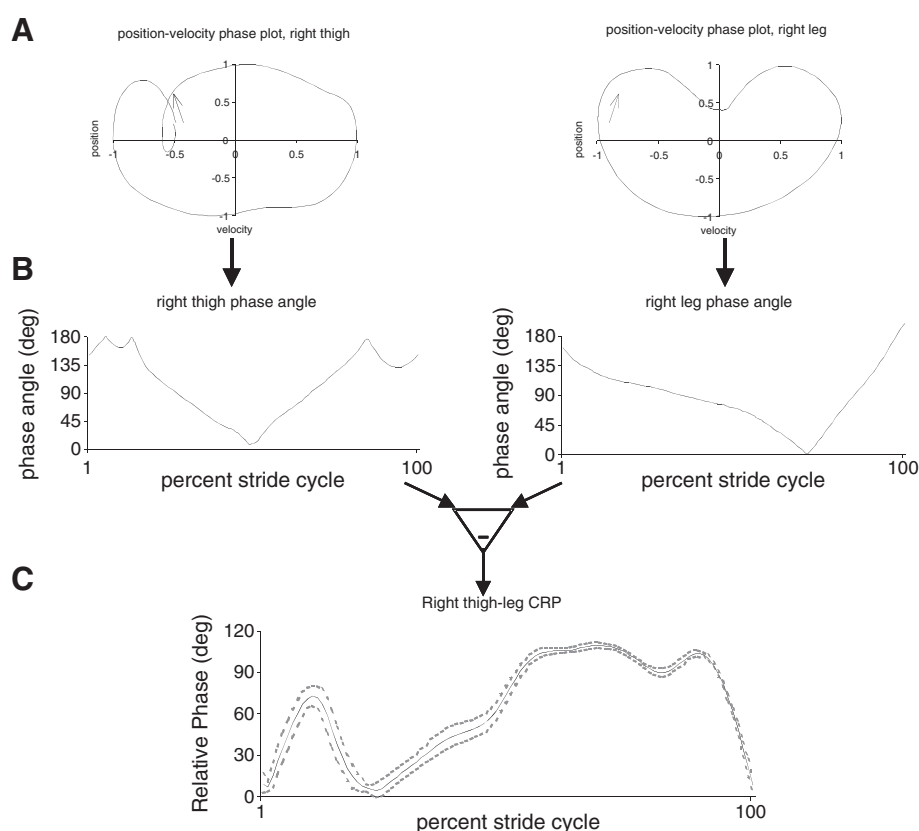 A
position-velocity phase plot, right thigh
position-velocity phase plot, right leg
1
0.5
0
-0.5
-1
-1
-0.5
0
0.5
1
position
velocity
1
0.5
0
-0.5
-1
-1
-0.5
0
0.5
1
position
velocity
B
right thigh phase angle
right leg phase angle
phase angle (deg)
180
135
90
45
0
1
100
percent stride cycle
phase angle (deg)
180
135
90
45
0
1
100
percent stride cycle
-
C
Right thigh-leg CRP
Relative Phase (deg)
120
90
60
30
0
1
100
percent stride cycle